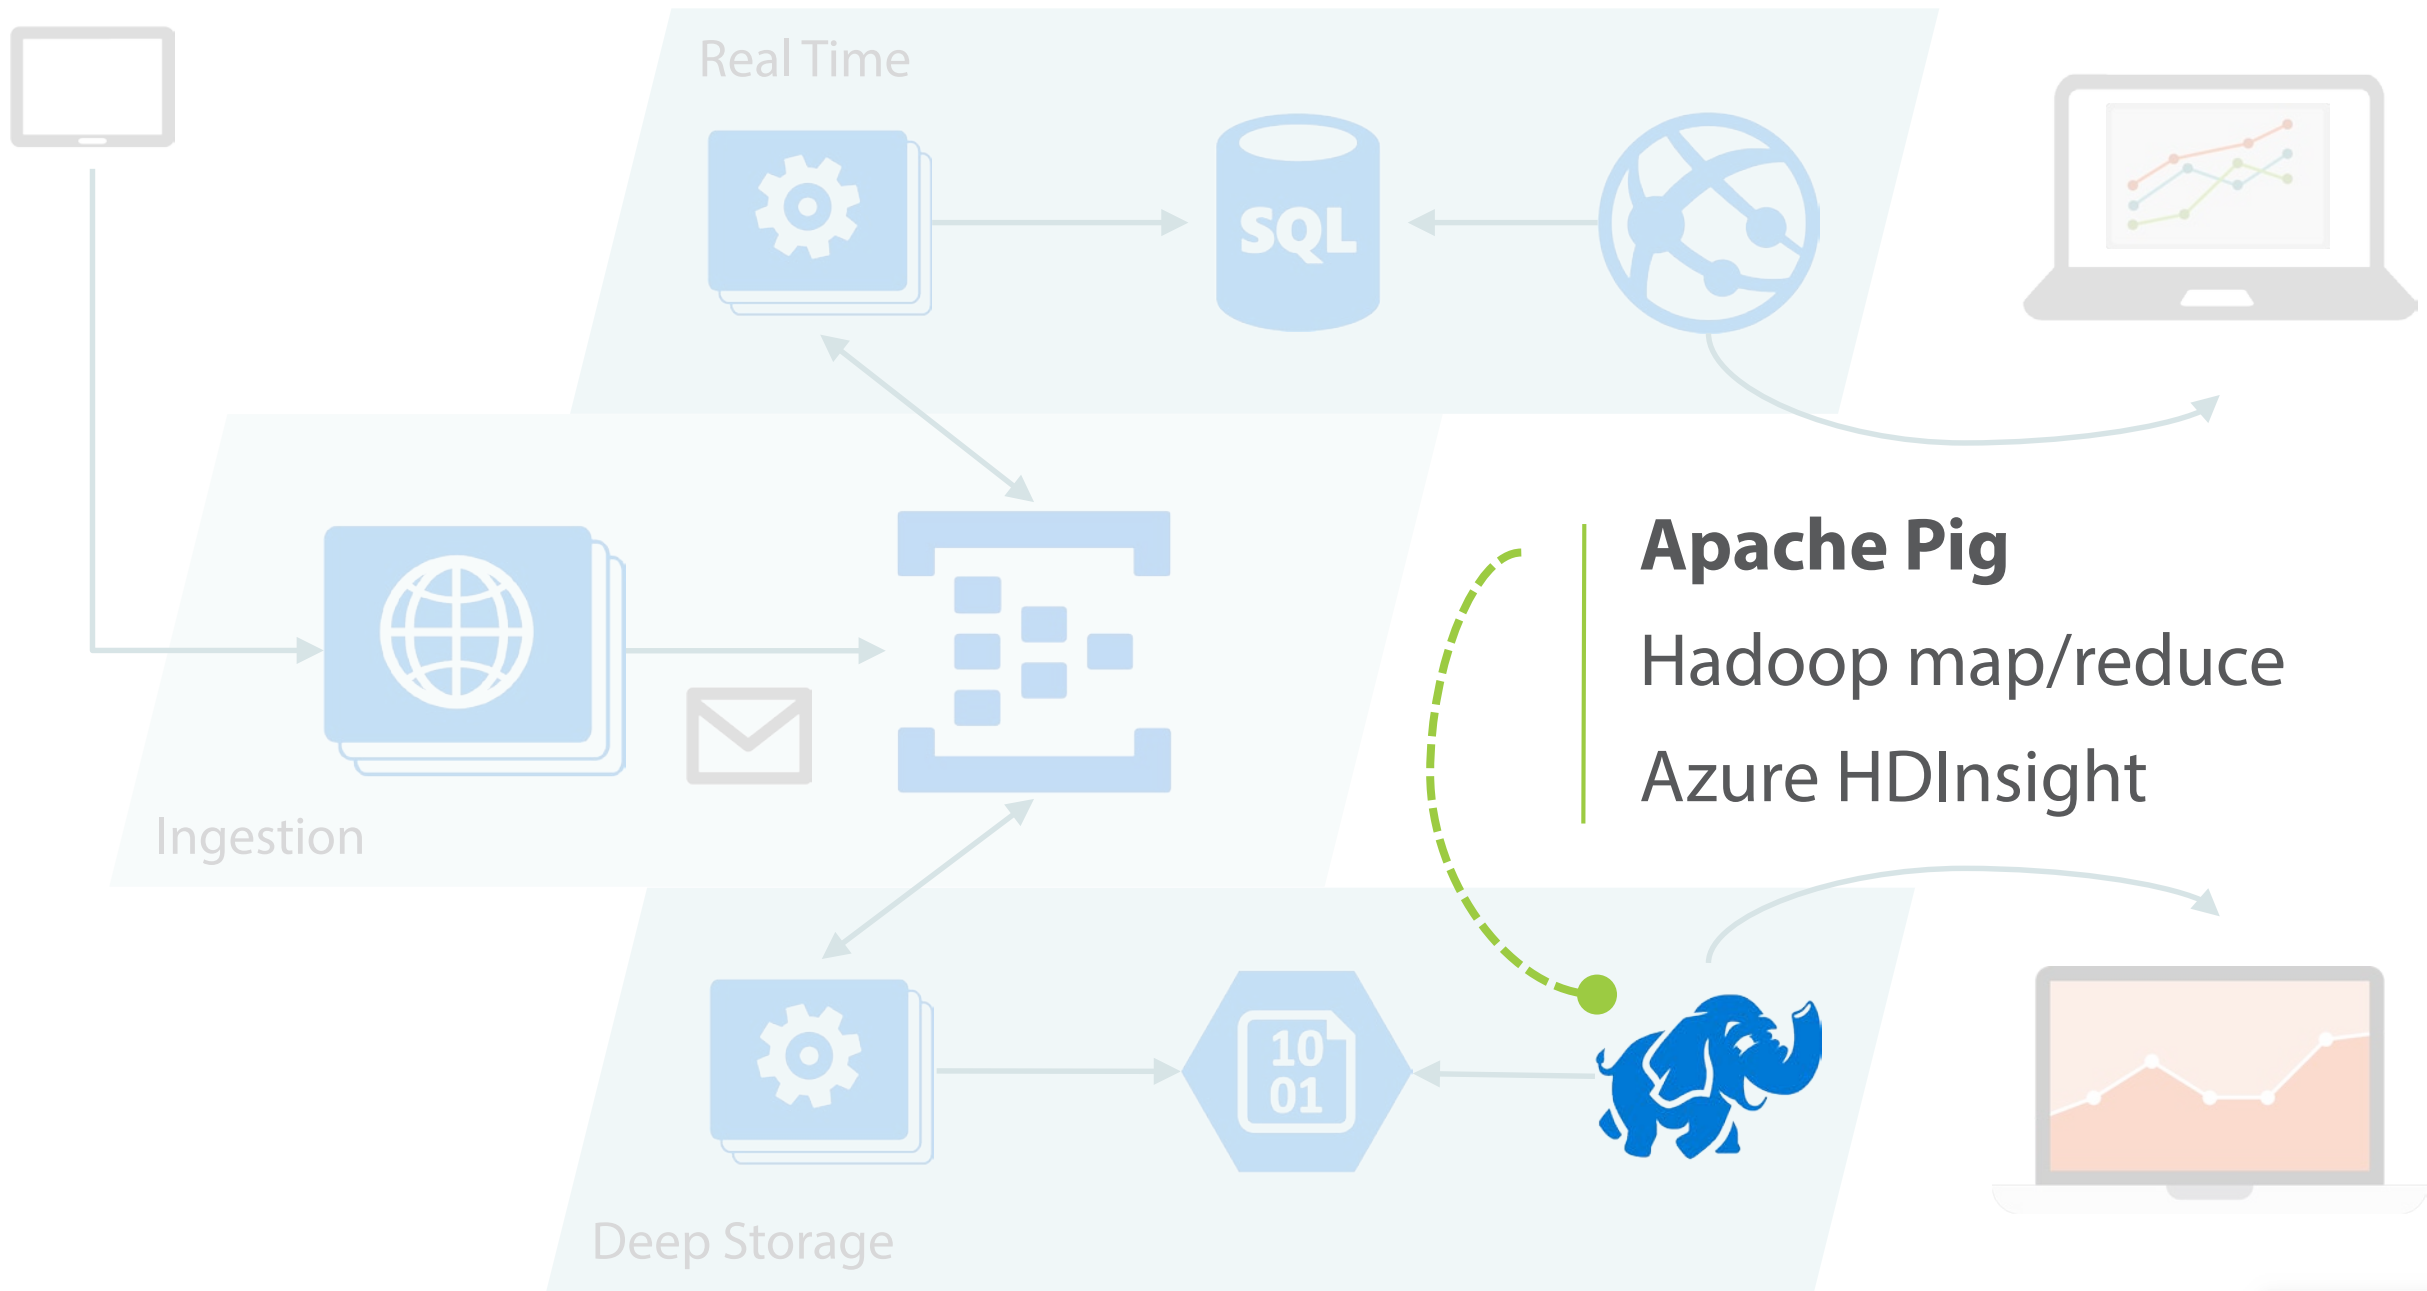 Real Time
SQL
Apache Pig
Hadoop map/reduce
Azure HDInsight
Ingestion
10
01
Deep Storage